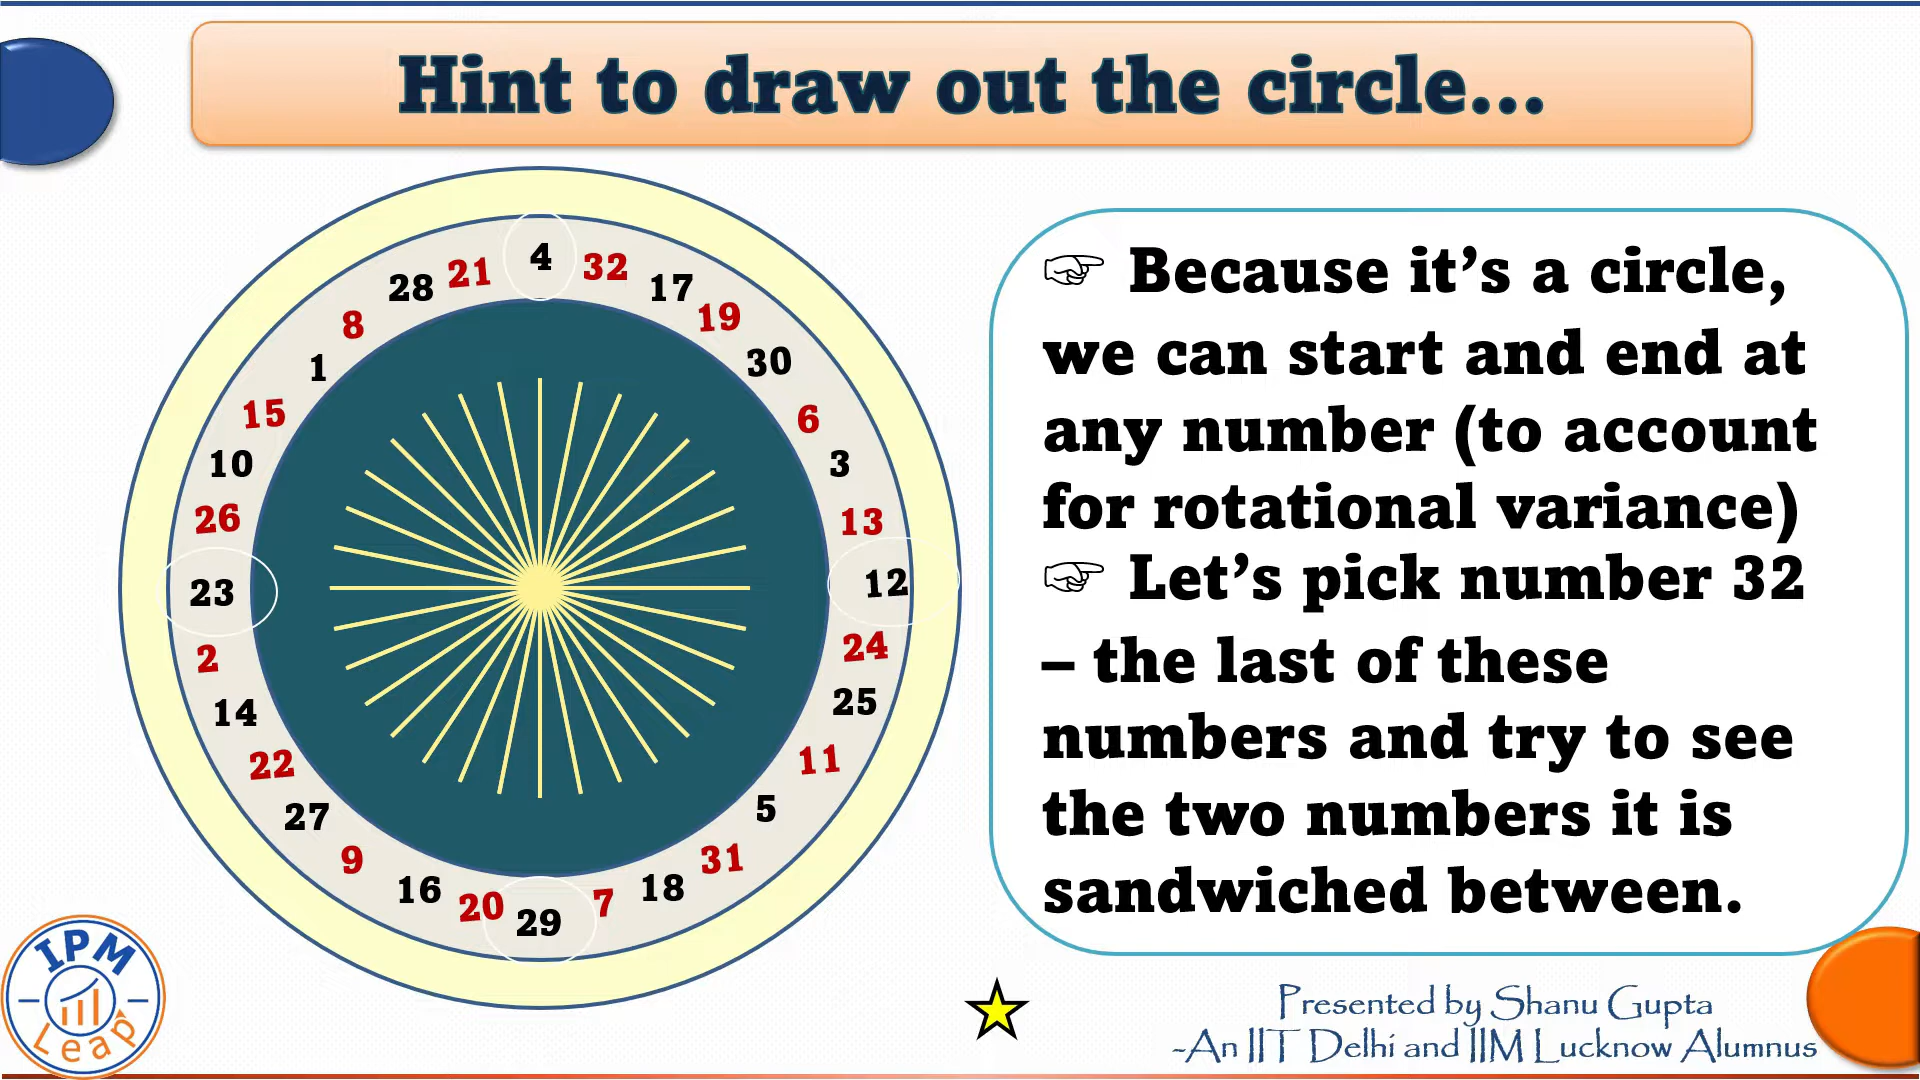 Hint to draw out the circle...
4
32
17
19
30
6
3
13
12
24
25
11
5
31
18
7
29
20
16
9
27
22
14
2
23
26
10
15
1
8
28
21
☞ Because it’s a circle,
we can start and end at
any number (to account
for rotational variance)
☞ Let’s pick number 32
– the last of these
numbers and try to see
the two numbers it is
sandwiched between.
IPM
Leap
Presented by Shanu Gupta
-An IIT Delhi and IIM Lucknow Alumnus